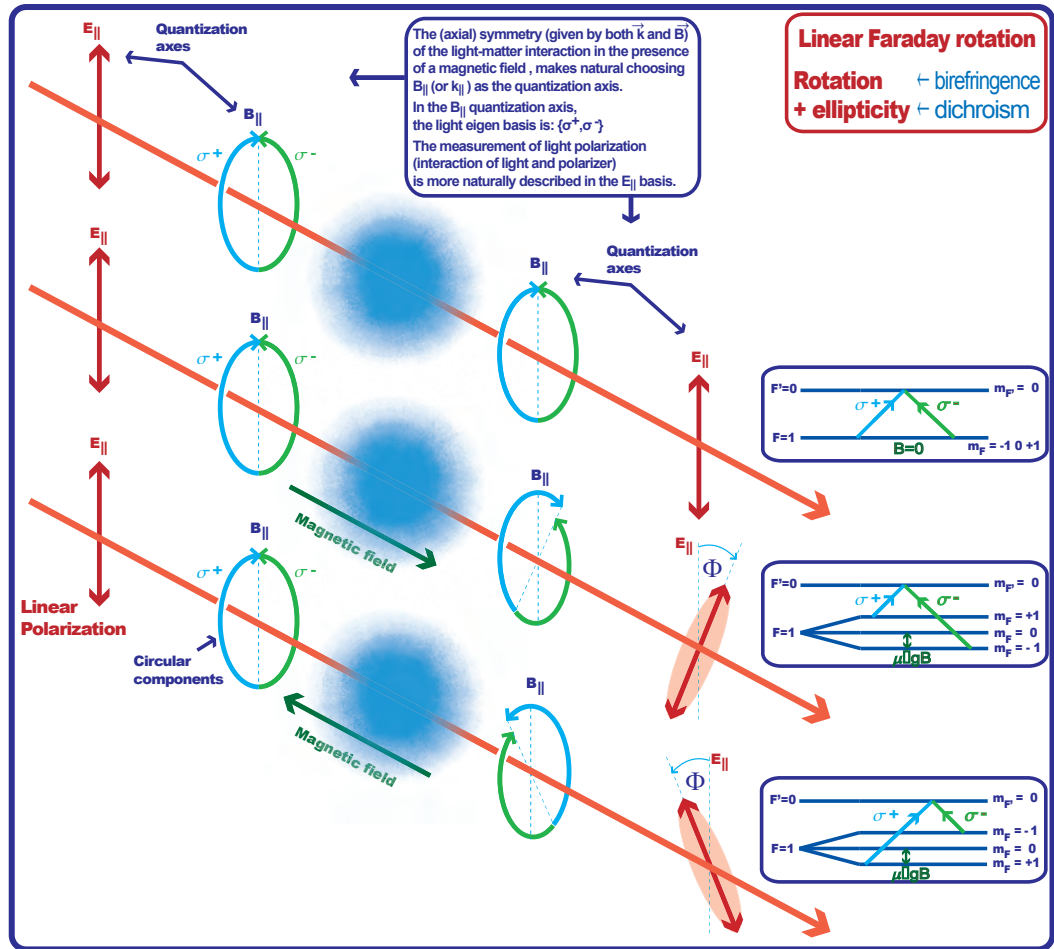 E||
Quantization
axes
The (axial) symmetry (given by both k and B)
of the light-matter interaction in the presence
of a magnetic field , makes natural choosing
B|| (or k|| ) as the quantization axis.
In the B|| quantization axis,
the light eigen basis is: {σ+,σ-}
The measurement of light polarization
(interaction of light and polarizer)
is more naturally described in the E|| basis.
Linear Faraday rotation
Rotation ← birefringence
+ ellipticity ← dichroism
B||
σ+ σ-
E||
Quantization
axes
B||
E||
B||
σ+ σ-
F'=0 mF'= 0
σ+ σ-
F=1
B=0 mF = -1 0 +1
E||
Magnetic field
B||
E||
Φ
B||
σ+ σ-
F'=0 mF'= 0
σ+ σ-
mF = +1
F=1 mF = 0
mF = - 1
μ▯gB
Linear
Polarization
Circular
components
Magnetic field
B||
E||
Φ
F'=0 mF'= 0
σ+ σ-
mF = -1
F=1 mF = 0
mF = +1
μ▯gB